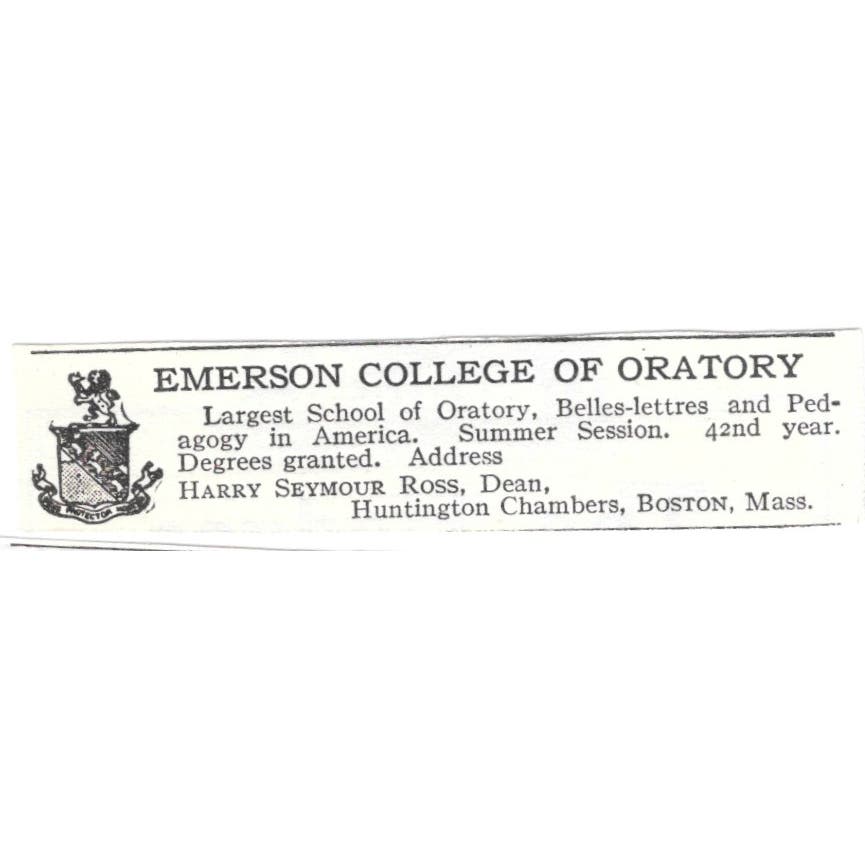 EMERSON COLLEGE OF ORATORY
Largest School of Oratory, Belles-lettres and Ped-
agogy in America. Summer Session. 42nd year.
Degrees granted. Address
HARRY SEYMOUR ROSS, Dean,
Huntington Chambers, BOSTON, Mass.
PROTECTOR